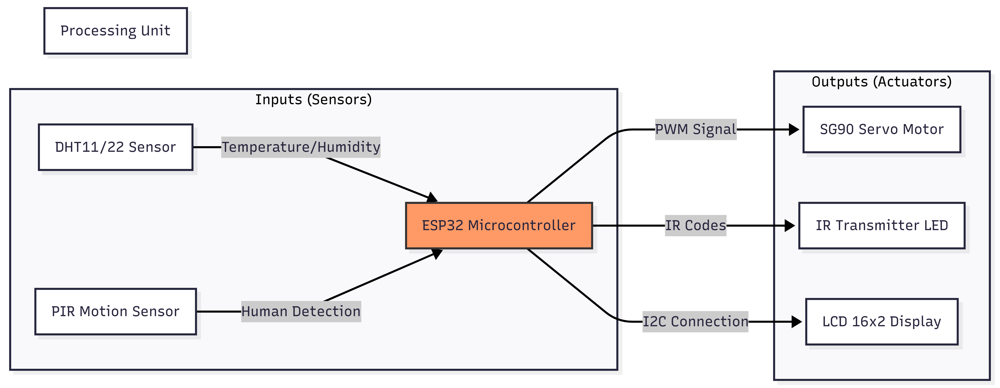 Processing Unit
Inputs (Sensors)
DHT11/22 Sensor
Temperature/Humidity
PIR Motion Sensor
Human Detection
ESP32 Microcontroller
PWM Signal
IR Codes
I2C Connection
Outputs (Actuators)
SG90 Servo Motor
IR Transmitter LED
LCD 16x2 Display